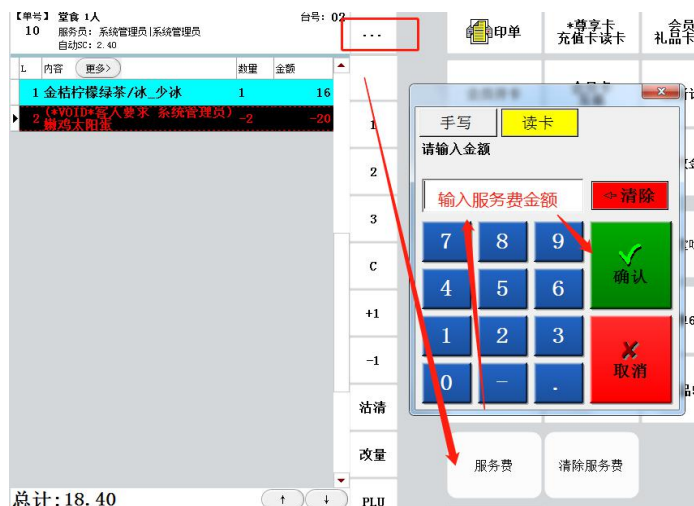 【单号】 堂食 1人 台号: 02
10 服务员: 系统管理员|系统管理员
自动SC: 2.40
L 内容 更多> 数量 金额
1 金桔柠檬绿茶/冰_少冰 1 16
2 (*VOID*客人要求 系统管理员) -2 -20
太阳蛋
总计:18.40
↑ ↓
...
1
2
3
C
+1
-1
沽清
改量
PLU
印单
*尊享卡
充值卡读卡
会员
礼品卡
手写 读卡
请输入金额
输入服务费金额
清除
7 8 9
确认
4 5 6
1 2 3
取消
0 - .
服务费
清除服务费